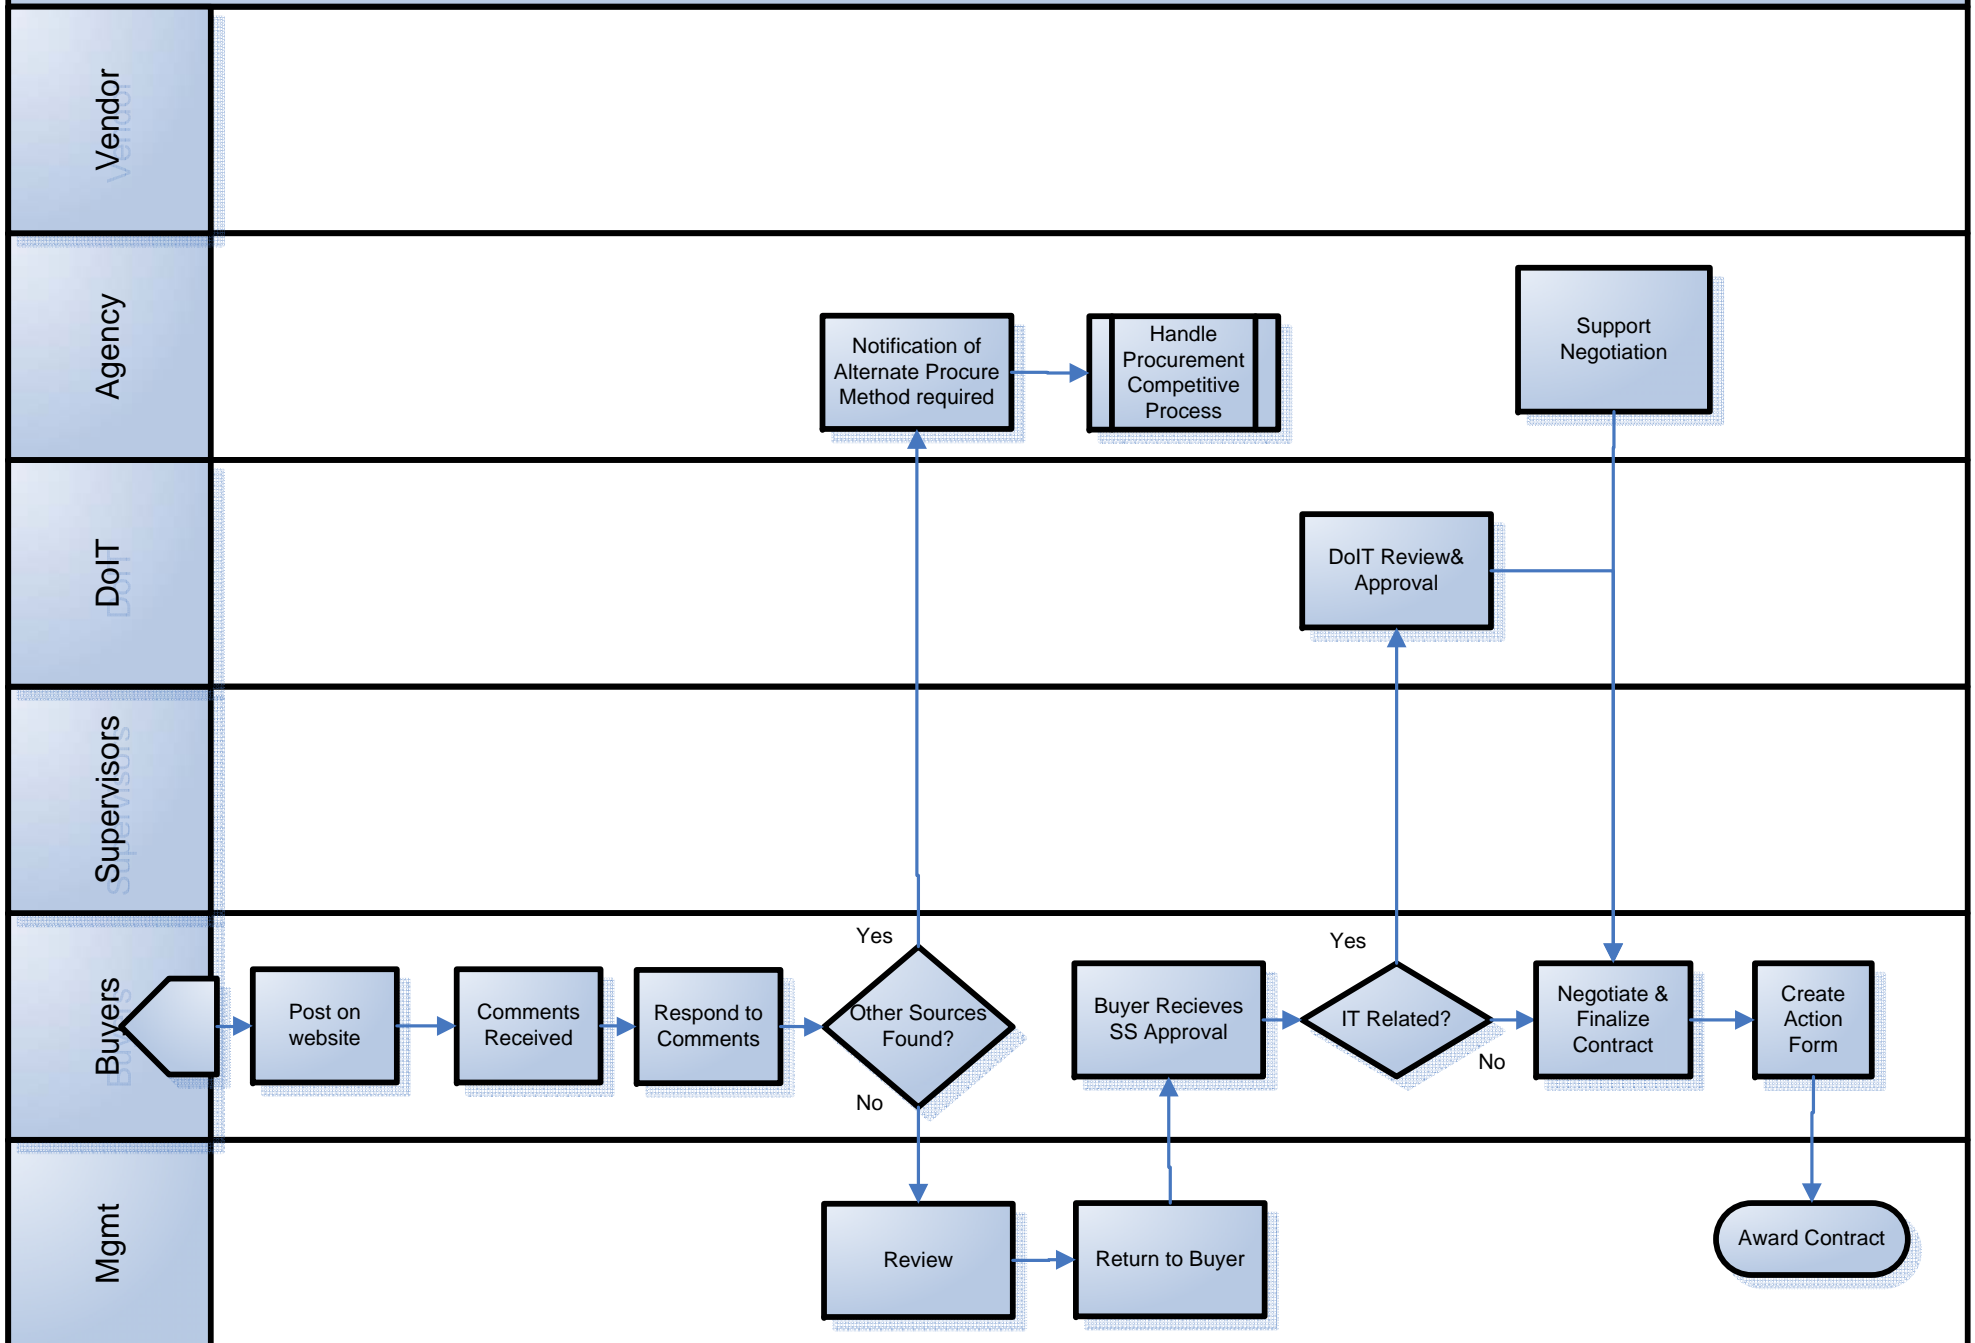 Vendor
Agency
Notification of
Alternate Procure
Method required
Handle
Procurement
Competitive
Process
Support
Negotiation
DoIT
DoIT Review&
Approval
Supervisors
Buyers
Post on
website
Comments
Received
Respond to
Comments
Yes
Other Sources
Found?
No
Buyer Recieves
SS Approval
Yes
IT Related?
No
Negotiate &
Finalize
Contract
Create
Action
Form
Mgmt
Review
Return to Buyer
Award Contract